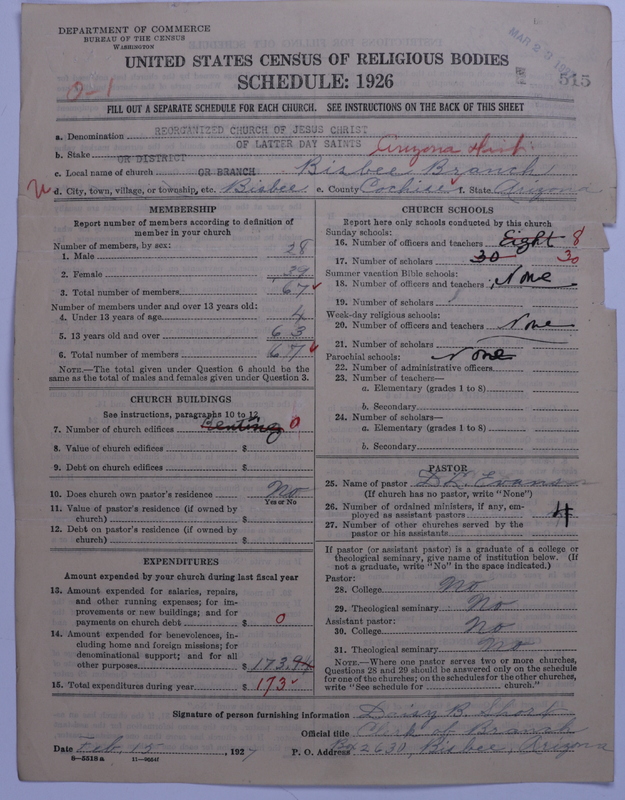 DEPARTMENT OF COMMERCE
BUREAU OF THE CENSUS
WASHINGTON
MAR 2
515
UNITED STATES CENSUS OF RELIGIOUS BODIES
SCHEDULE: 1926
0-1
FILL OUT A SEPARATE SCHEDULE FOR EACH CHURCH. SEE INSTRUCTIONS ON THE BACK OF THIS SHEET
a. Denomination REORGANIZED CHURCH OF JESUS CHRIST
OF LATTER DAY SAINTS
b. Stake OR DISTRICT Arizona Dist.
c. Local name of church OR BRANCH Bisbee Branch
d. City, town, village, or township, etc. Bisbee e. County Cochise f. State Arizona
MEMBERSHIP
Report number of members according to definition of member in your church
Number of members, by sex:
1. Male 28
2. Female 39
3. Total number of members 67
Number of members under and over 13 years old:
4. Under 13 years of age 4
5. 13 years old and over 63
6. Total number of members 67
NOTE.—The total given under Question 6 should be the same as the total of males and females given under Question 3.
CHURCH BUILDINGS
See instructions, paragraphs 10 to 12
7. Number of church edifices Renting 0
8. Value of church edifices $
9. Debt on church edifices $
10. Does church own pastor's residence No
Yes or No
11. Value of pastor's residence (if owned by church) $
12. Debt on pastor's residence (if owned by church) $
EXPENDITURES
Amount expended by your church during last fiscal year
13. Amount expended for salaries, repairs, and other running expenses; for improvements or new buildings; and for payments on church debt $ 0
14. Amount expended for benevolences, including home and foreign missions; for denominational support; and for all other purposes $ 173.94
15. Total expenditures during year $ 173
CHURCH SCHOOLS
Report here only schools conducted by this church
Sunday schools:
16. Number of officers and teachers Eight 8
17. Number of scholars 30 30
Summer vacation Bible schools:
18. Number of officers and teachers None
19. Number of scholars
Week-day religious schools:
20. Number of officers and teachers None
21. Number of scholars
Parochial schools: None
22. Number of administrative officers
23. Number of teachers—
a. Elementary (grades 1 to 8)
b. Secondary
24. Number of scholars—
a. Elementary (grades 1 to 8)
b. Secondary
PASTOR
25. Name of pastor D. L. Evans
(If church has no pastor, write "None")
26. Number of ordained ministers, if any, employed as assistant pastors 4
27. Number of other churches served by the pastor or his assistants
If pastor (or assistant pastor) is a graduate of a college or theological seminary, give name of institution below. (If not a graduate, write "No" in the space indicated.)
Pastor:
28. College No
29. Theological seminary No
Assistant pastor:
30. College No
31. Theological seminary No
NOTE.—Where one pastor serves two or more churches, Questions 28 and 29 should be answered only on the schedule for one of the churches; on the schedules for the other churches, write "See schedule for church."
Signature of person furnishing information Daisy B. Short
Official title Clerk of Branch
Date Feb. 15, 1927 P. O. Address Bx 2630, Bisbee, Arizona
8—5518a